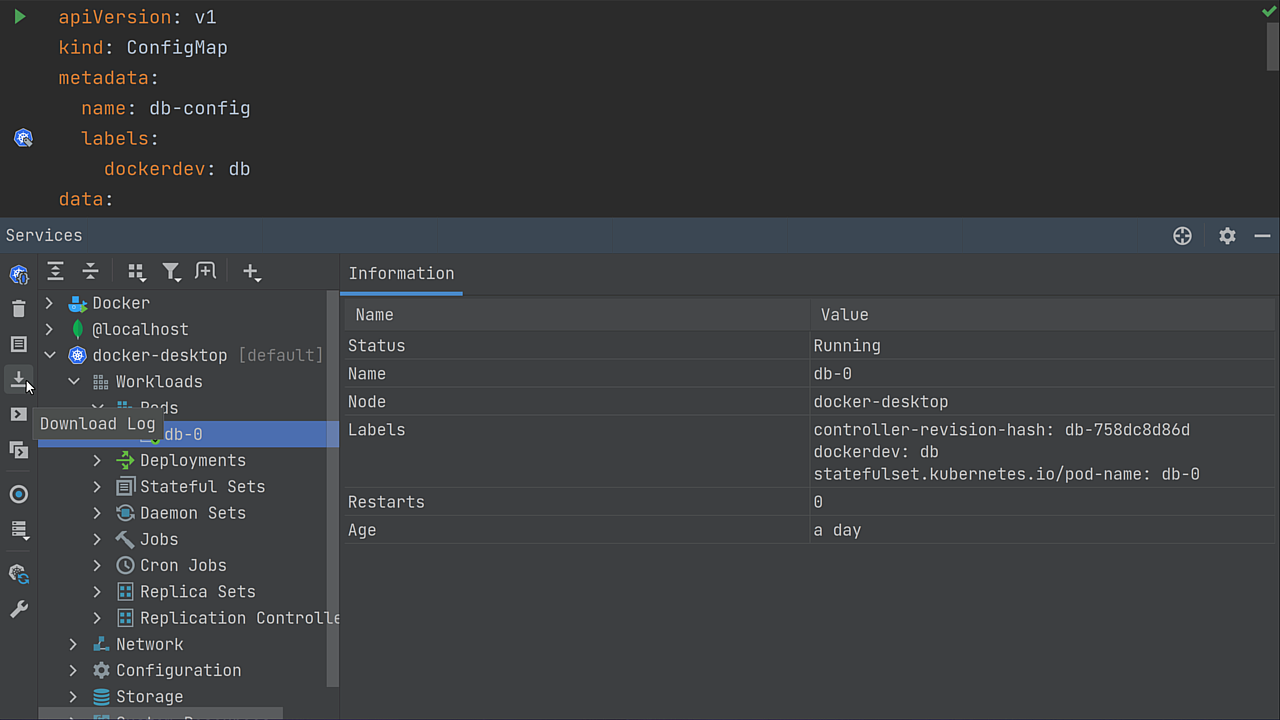 apiVersion: v1
kind: ConfigMap
metadata:
name: db-config
labels:
dockerdev: db
data:
Services
Information
Name Value
Status Running
Name db-0
Node docker-desktop
Labels controller-revision-hash: db-758dc8d86d
dockerdev: db
statefulset.kubernetes.io/pod-name: db-0
Restarts 0
Age a day
Docker
@localhost
docker-desktop [default]
Workloads
Pods
Download Log
db-0
Deployments
Stateful Sets
Daemon Sets
Jobs
Cron Jobs
Replica Sets
Replication Controlle
Network
Configuration
Storage